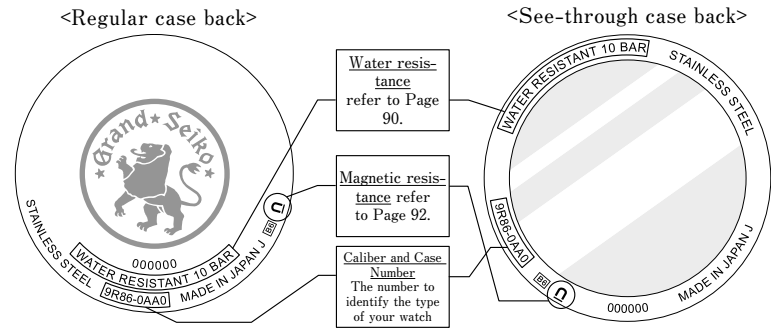 <Regular case back>
<See-through case back>
Grand★Seiko★
000000
WATER RESISTANT 10 BAR
STAINLESS STEEL
9R86-0AA0
MADE IN JAPAN J
B6
U
Water resis-
tance
refer to Page
90.
Magnetic resis-
tance refer
to Page 92.
Caliber and Case
Number
The number to
identify the type
of your watch
WATER RESISTANT 10 BAR
STAINLESS STEEL
9R86-0AA0
B6
U
000000
MADE IN JAPAN J